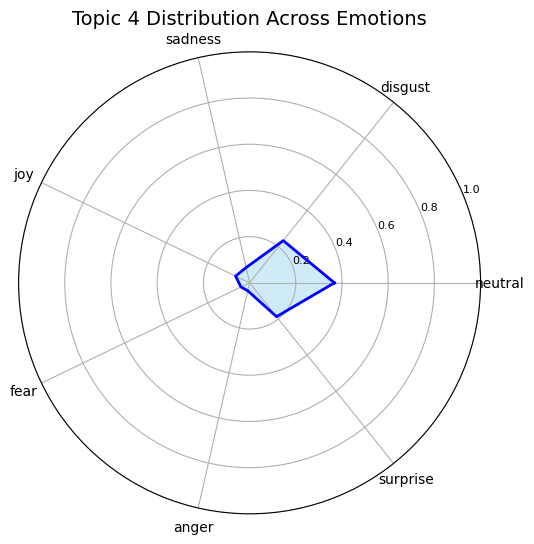 Topic 4 Distribution Across Emotions
sadness
disgust
joy
1.0
0.8
0.6
0.4
0.2
neutral
fear
surprise
anger